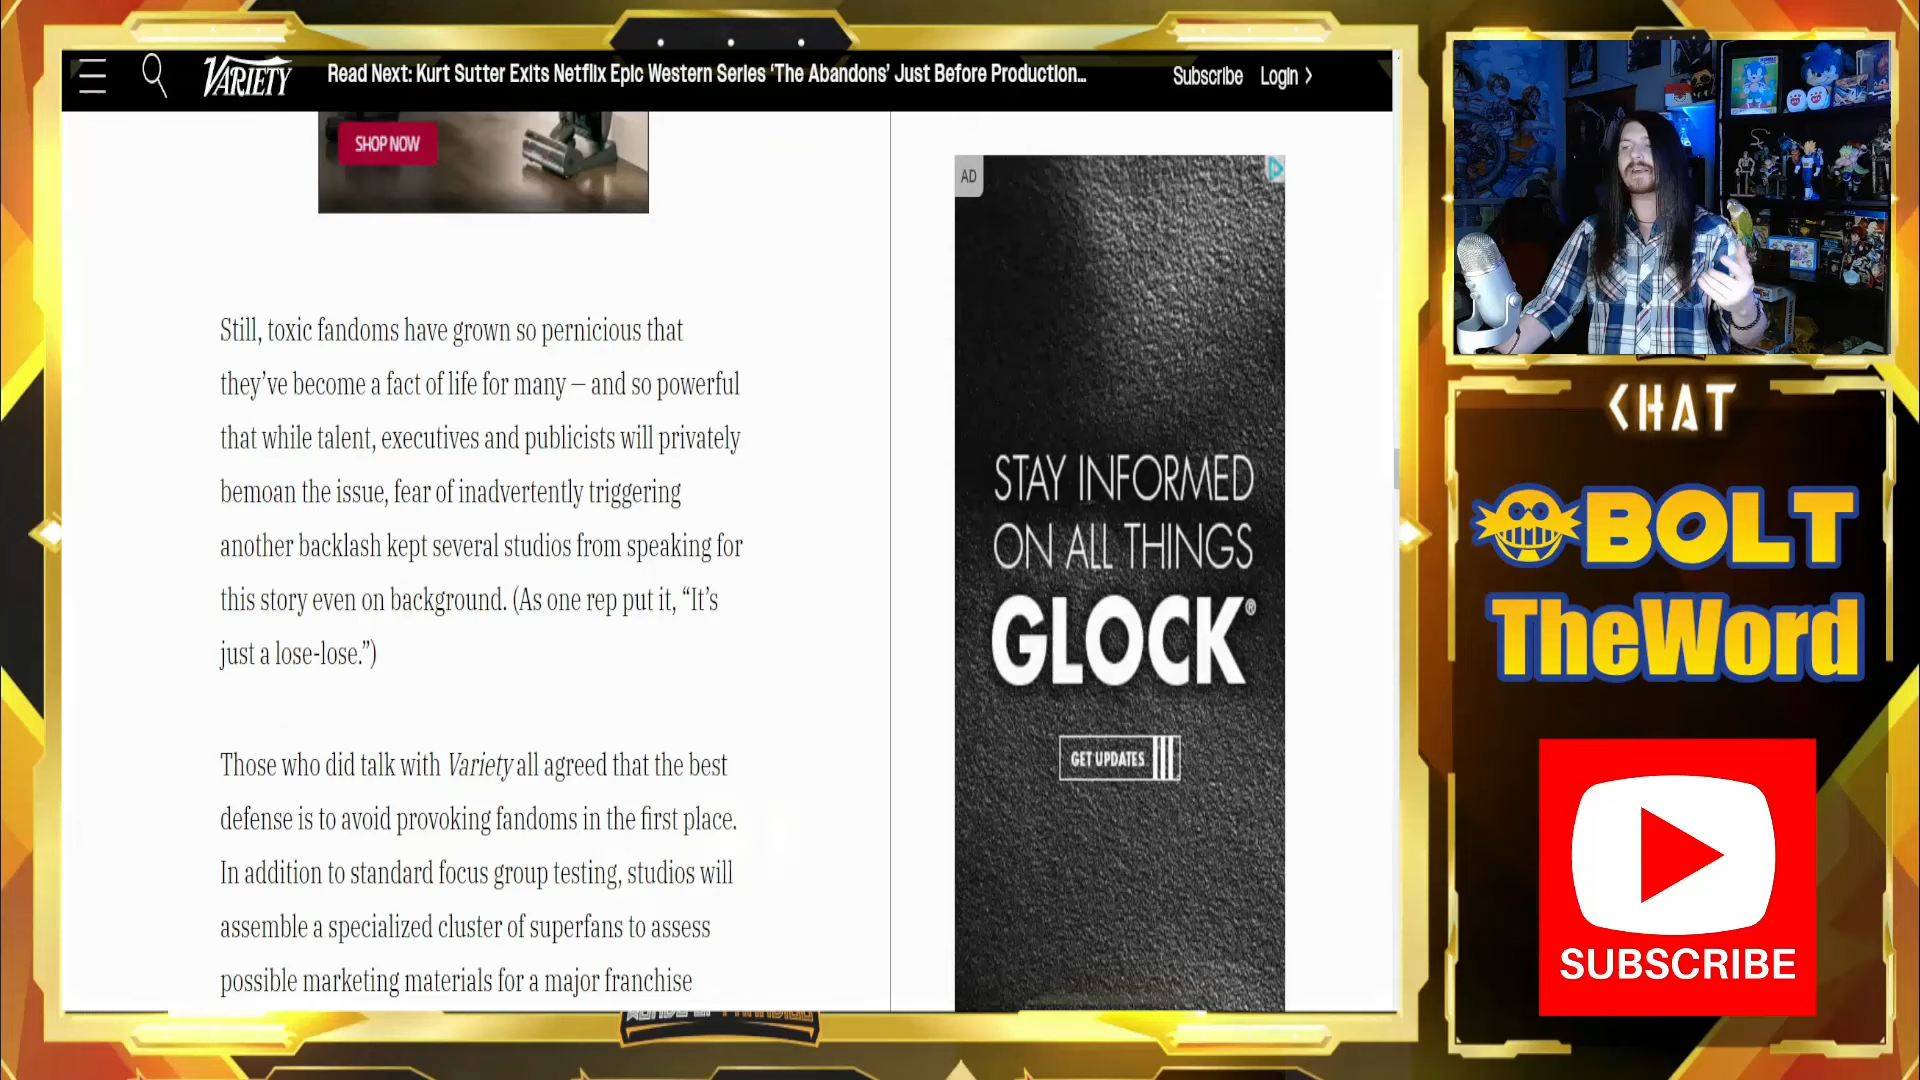 VARIETY
Read Next: Kurt Sutter Exits Netflix Epic Western Series 'The Abandons' Just Before Production...
Subscribe
Login >
SHOP NOW
Still, toxic fandoms have grown so pernicious that
they've become a fact of life for many – and so powerful
that while talent, executives and publicists will privately
bemoan the issue, fear of inadvertently triggering
another backlash kept several studios from speaking for
this story even on background. (As one rep put it, “It's
just a lose-lose.”)
Those who did talk with Variety all agreed that the best
defense is to avoid provoking fandoms in the first place.
In addition to standard focus group testing, studios will
assemble a specialized cluster of superfans to assess
possible marketing materials for a major franchise
AD
STAY INFORMED
ON ALL THINGS
GLOCK®
GET UPDATES
CHAT
BOLT
TheWord
SUBSCRIBE